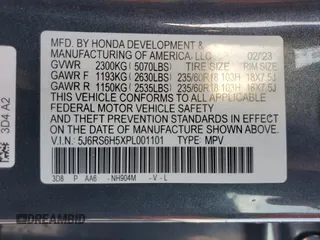 MFD. BY HONDA DEVELOPMENT &
MANUFACTURING OF AMERICA, LLC 02/23
GVWR 2300KG(5070LBS) TIRE SIZE RIM SIZE
GAWR F 1193KG (2630LBS) 235/60R18 103H 18X7.5J
GAWR R 1150KG (2535LBS) 235/60R18 103H 18X7.5J
THIS VEHICLE CONFORMS TO ALL APPLICABLE
FEDERAL MOTOR VEHICLE SAFETY
AND THEFT PREVENTION STANDARDS IN EFFECT
ON THE DATE OF MANUFACTURE SHOWN ABOVE.
V.I.N. 5J6RS6H5XPL001101 TYPE: MPV
3D8 P AA6 - NH904M - V - L
3D4 A2
DREAMBID